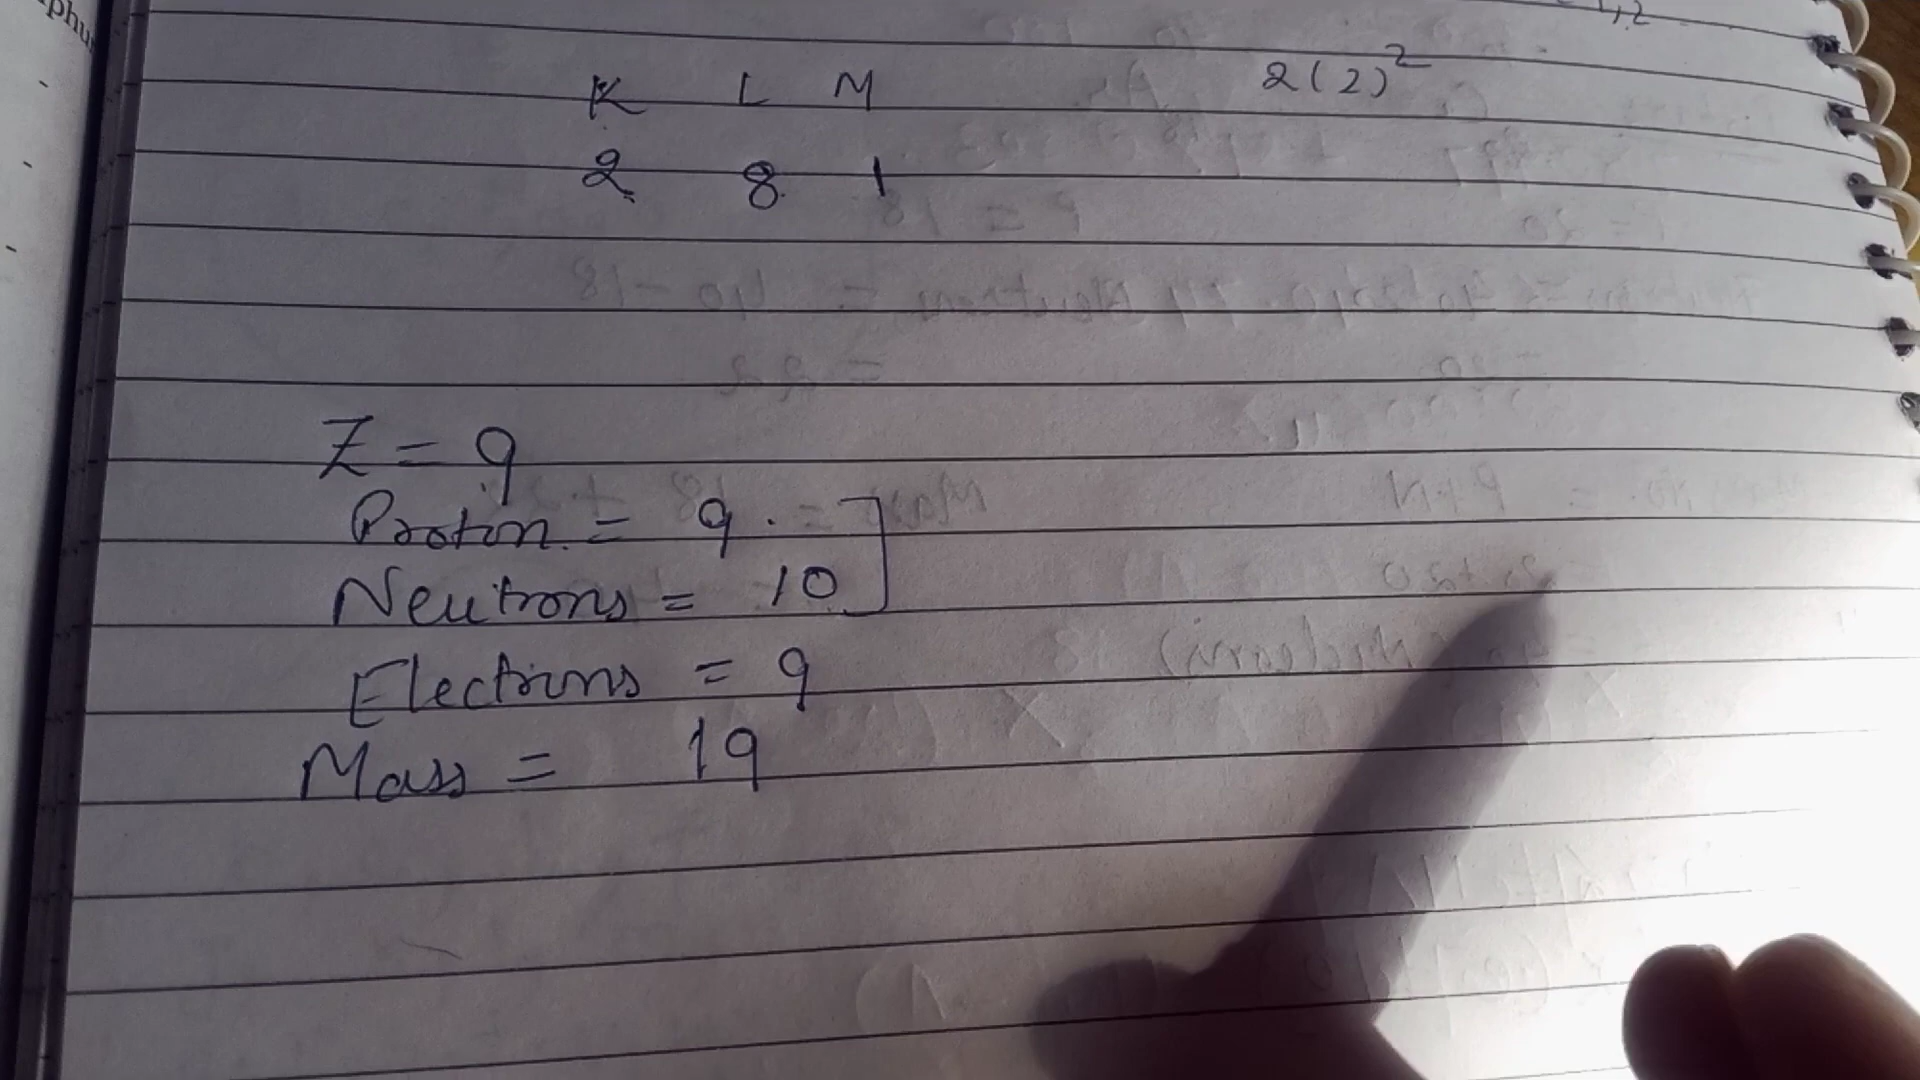 K L M 2(2)²
2 8 1
Z = 9
Proton = 9
Neutrons = 10
Electrons = 9
Mass = 19